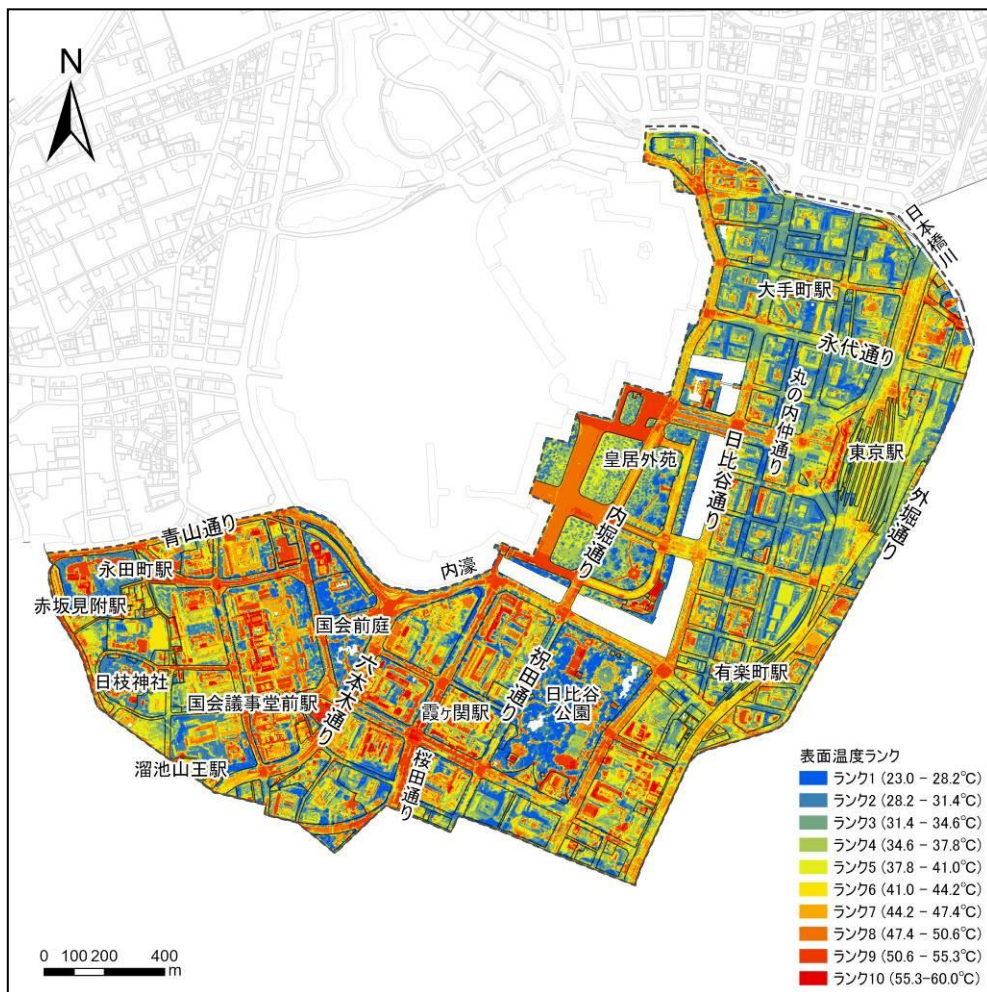 N
日本橋川
大手町駅
永代通り
丸の内仲通り
東京駅
皇居外苑
日比谷通り
外堀通り
内堀通り
青山通り
永田町駅
内濠
赤坂見附駅
国会前庭
有楽町駅
日枝神社
六本木通り
祝田通り
日比谷
公園
国会議事堂前駅
霞ヶ関駅
溜池山王駅
桜田通り
表面温度ランク
ランク1 (23.0 - 28.2℃)
ランク2 (28.2 - 31.4℃)
ランク3 (31.4 - 34.6℃)
ランク4 (34.6 - 37.8℃)
ランク5 (37.8 - 41.0℃)
ランク6 (41.0 - 44.2℃)
ランク7 (44.2 - 47.4℃)
ランク8 (47.4 - 50.6℃)
ランク9 (50.6 - 55.3℃)
ランク10 (55.3-60.0℃)
0 100 200 400
m